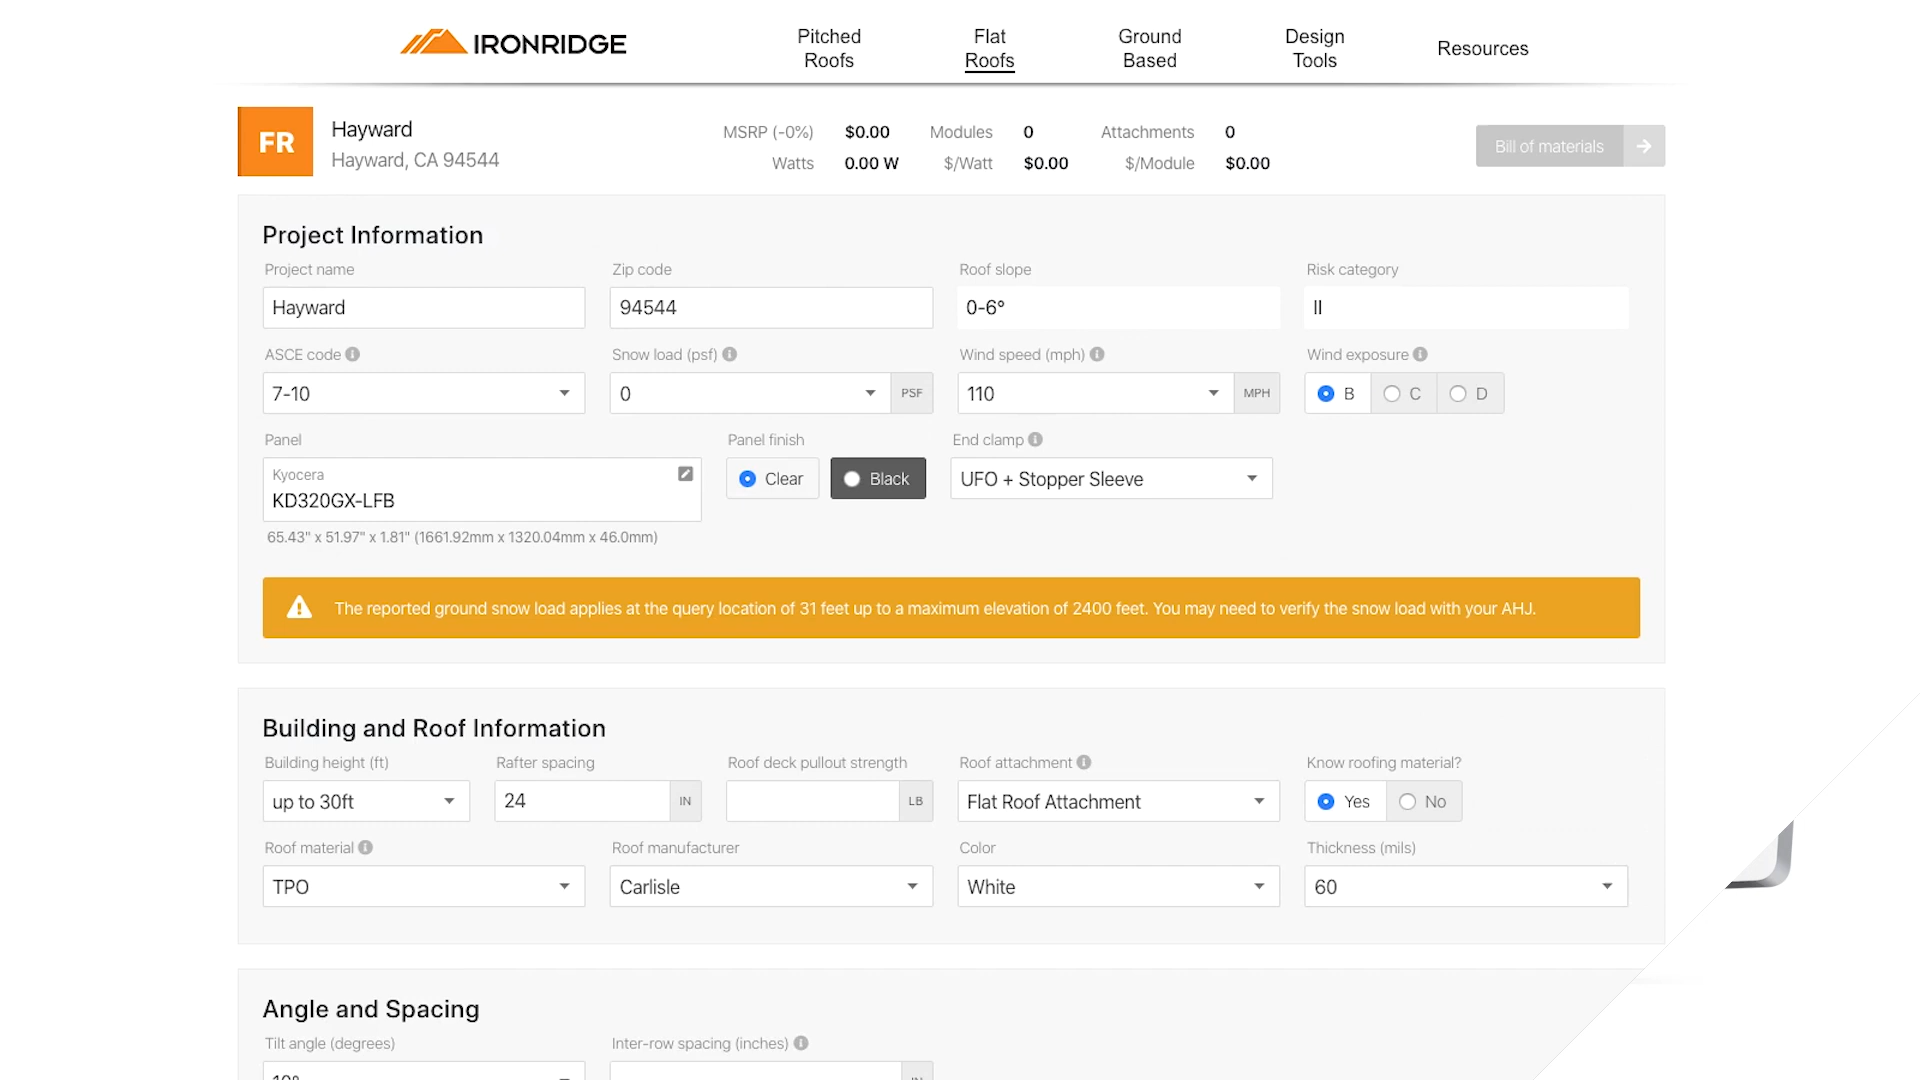 IRONRIDGE
Pitched Roofs
Flat Roofs
Ground Based
Design Tools
Resources
FR
Hayward
Hayward, CA 94544
MSRP (-0%) $0.00 Modules 0 Attachments 0
Watts 0.00 W $/Watt $0.00 $/Module $0.00
Bill of materials
Project Information
Project name Zip code Roof slope Risk category
Hayward 94544 0-6° II
ASCE code Snow load (psf) Wind speed (mph) Wind exposure
7-10 0 PSF 110 MPH B C D
Panel Panel finish End clamp
Kyocera
KD320GX-LFB
Clear Black UFO + Stopper Sleeve
65.43" x 51.97" x 1.81" (1661.92mm x 1320.04mm x 46.0mm)
The reported ground snow load applies at the query location of 31 feet up to a maximum elevation of 2400 feet. You may need to verify the snow load with your AHJ.
Building and Roof Information
Building height (ft) Rafter spacing Roof deck pullout strength Roof attachment Know roofing material?
up to 30ft 24 IN LB Flat Roof Attachment Yes No
Roof material Roof manufacturer Color Thickness (mils)
TPO Carlisle White 60
Angle and Spacing
Tilt angle (degrees) Inter-row spacing (inches)